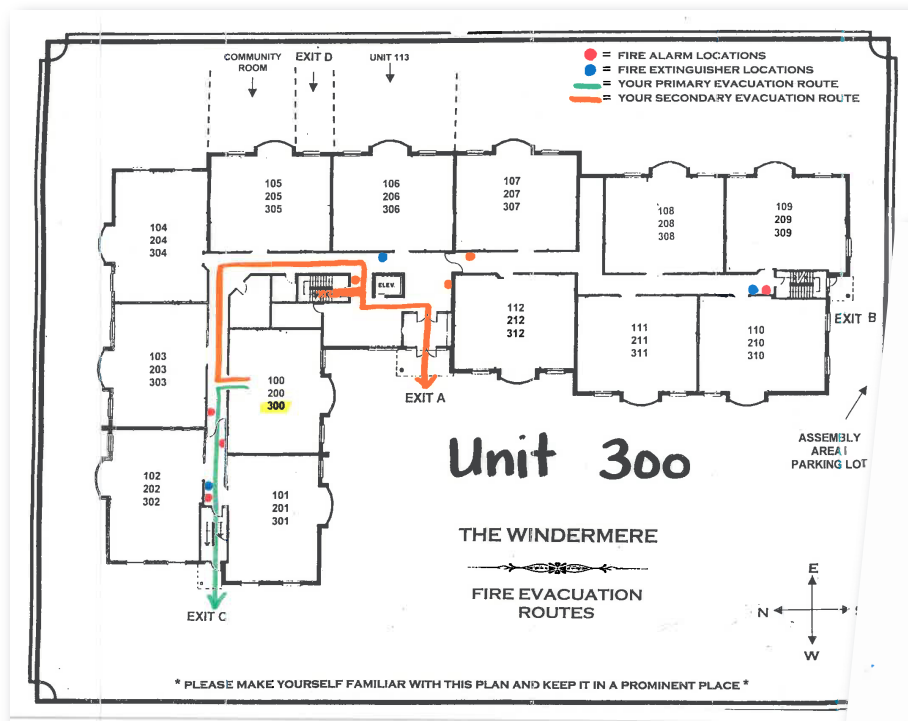 COMMUNITY
ROOM
EXIT D
UNIT 113
= FIRE ALARM LOCATIONS
= FIRE EXTINGUISHER LOCATIONS
= YOUR PRIMARY EVACUATION ROUTE
= YOUR SECONDARY EVACUATION ROUTE
105
205
305
106
206
306
107
207
307
108
208
308
109
209
309
104
204
304
ELEV.
112
212
312
111
211
311
110
210
310
EXIT B
103
203
303
100
200
300
EXIT A
ASSEMBLY
AREA
PARKING LOT
Unit 300
102
202
302
101
201
301
THE WINDERMERE
FIRE EVACUATION
ROUTES
EXIT C
E
N
W
* PLEASE MAKE YOURSELF FAMILIAR WITH THIS PLAN AND KEEP IT IN A PROMINENT PLACE *